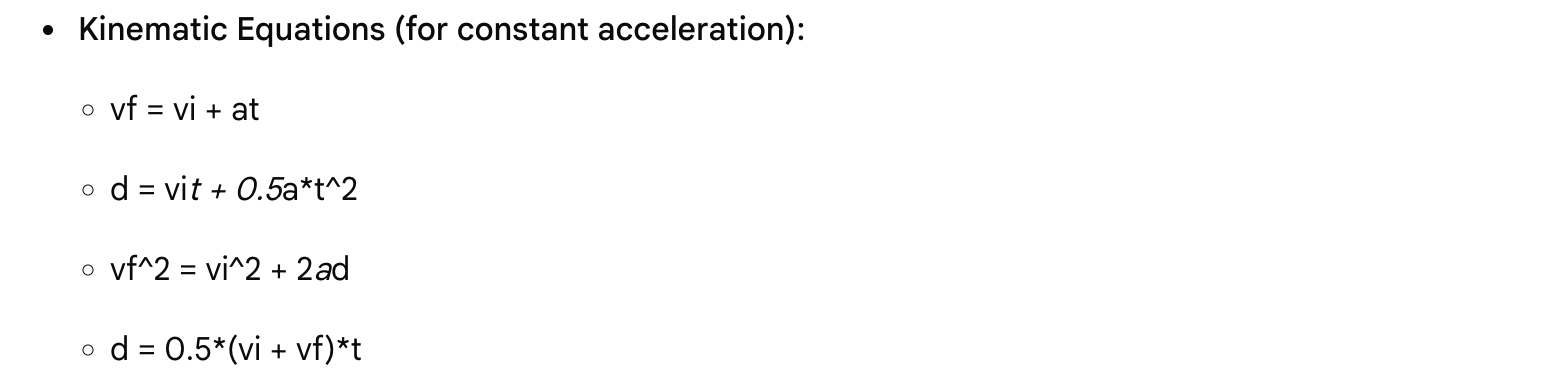 • Kinematic Equations (for constant acceleration):
◦ vf = vi + at
◦ d = vit + 0.5a*t^2
◦ vf^2 = vi^2 + 2ad
◦ d = 0.5*(vi + vf)*t